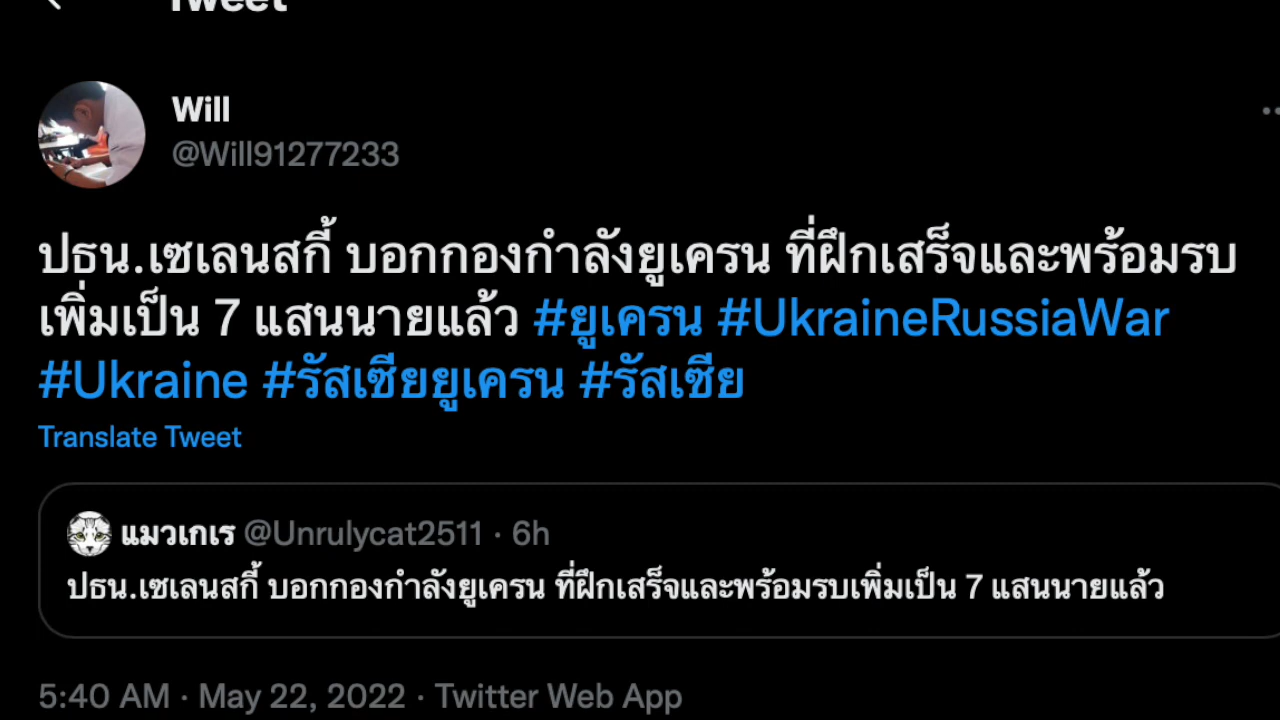 Tweet
Will
@Will91277233
ปธน.เซเลนสกี้ บอกกองกำลังยูเครน ที่ฝึกเสร็จและพร้อมรบ
เพิ่มเป็น 7 แสนนายแล้ว #ยูเครน #UkraineRussiaWar
#Ukraine #รัสเซียยูเครน #รัสเซีย
Translate Tweet
แมวเกเร @Unrulycat2511 · 6h
ปธน.เซเลนสกี้ บอกกองกำลังยูเครน ที่ฝึกเสร็จและพร้อมรบเพิ่มเป็น 7 แสนนายแล้ว
5:40 AM · May 22, 2022 · Twitter Web App